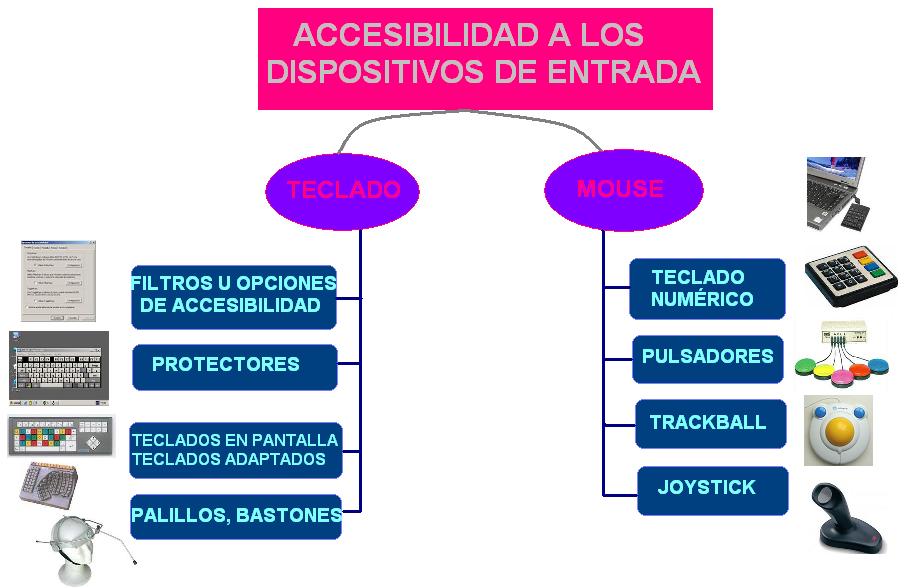 ACCESIBILIDAD A LOS
DISPOSITIVOS DE ENTRADA
TECLADO
MOUSE
FILTROS U OPCIONES
DE ACCESIBILIDAD
PROTECTORES
TECLADOS EN PANTALLA
TECLADOS ADAPTADOS
PALILLOS, BASTONES
TECLADO
NUMÉRICO
PULSADORES
TRACKBALL
JOYSTICK